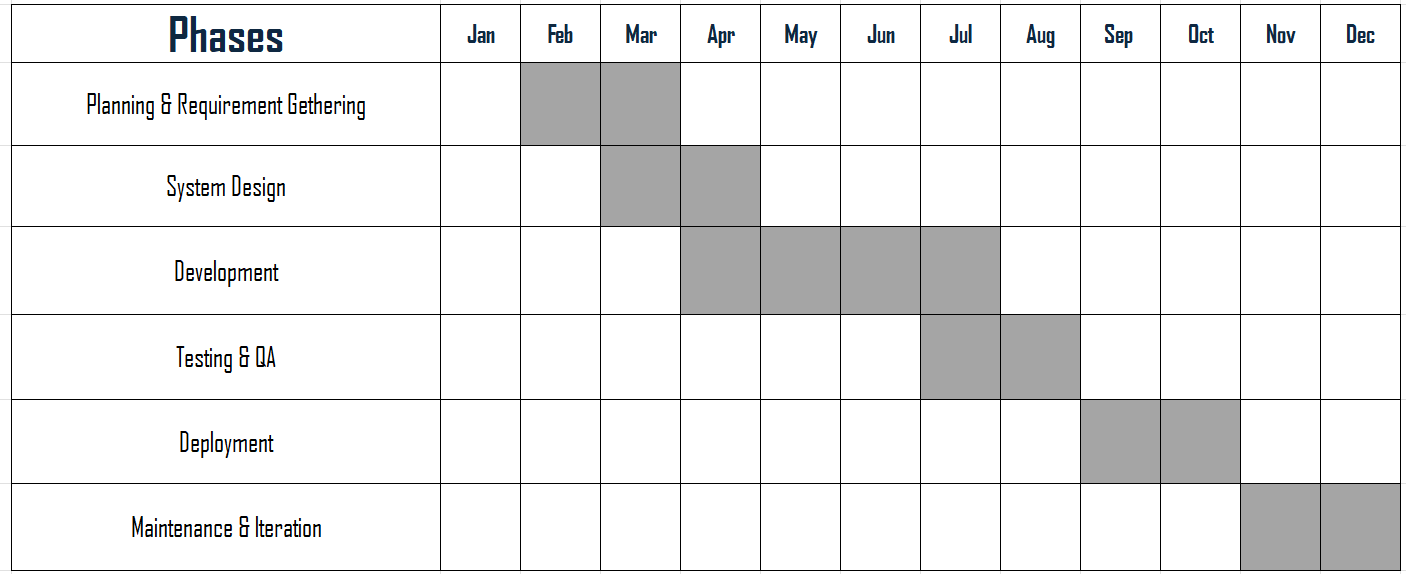 Phases Jan Feb Mar Apr May Jun Jul Aug Sep Oct Nov Dec
Planning & Requirement Gethering
System Design
Development
Testing & QA
Deployment
Maintenance & Iteration